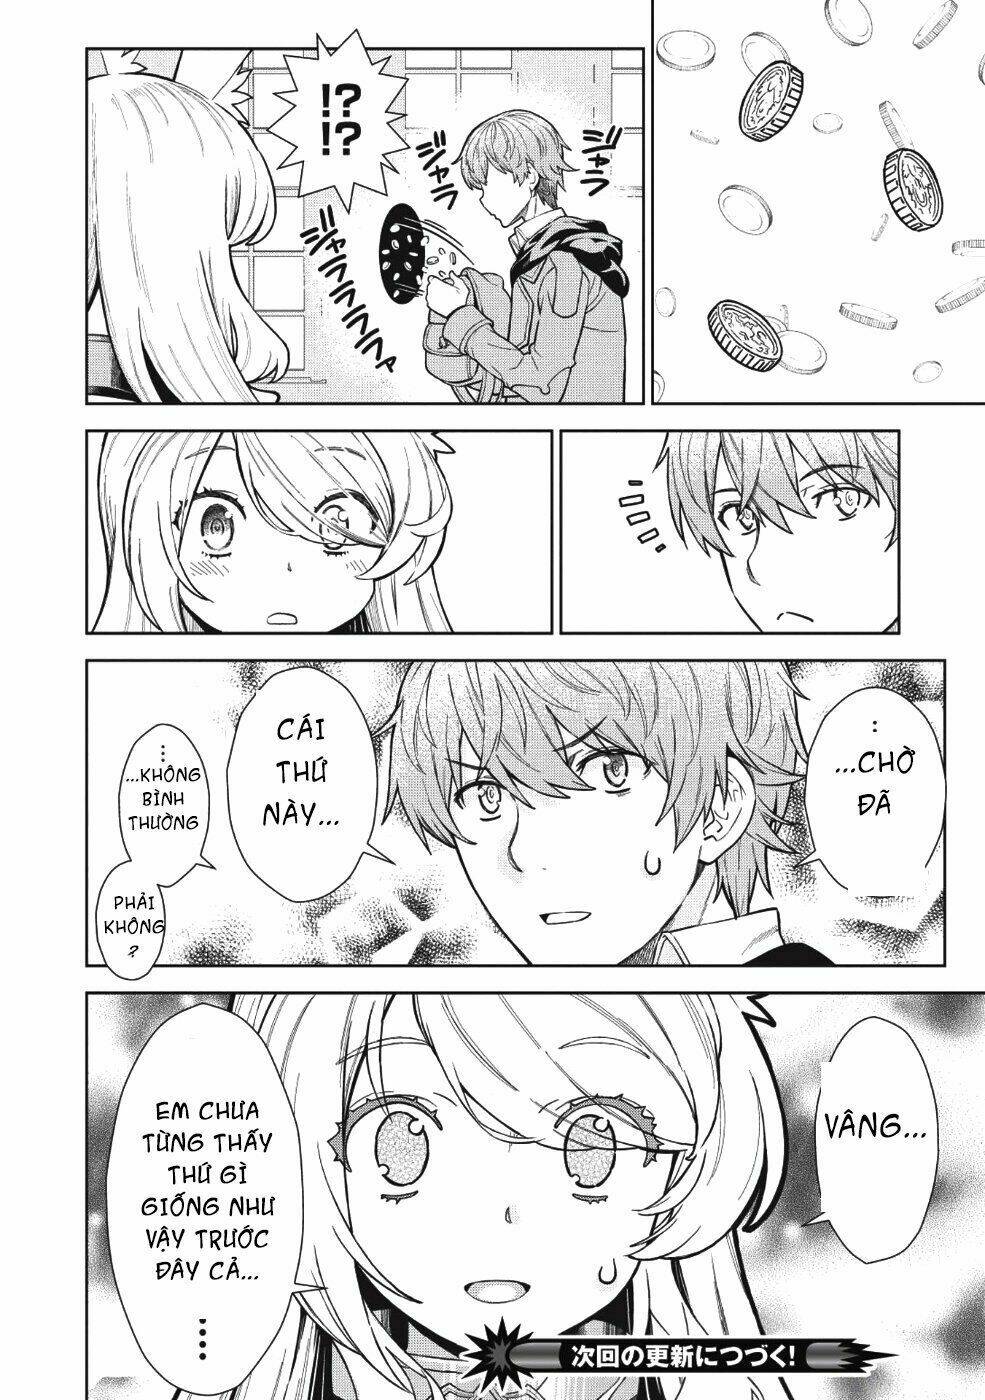 !?
!?
ジャラ
ジャラ
ジャラララララァ
:
...CHỜ
ĐÃ
CÁI
THỨ
NÀY...
...
...KHÔNG
BÌNH
THƯỜNG
PHẢI
KHÔNG
?
VÂNG...
EM CHƯA
TỪNG THẤY
THỨ GÌ
GIỐNG NHƯ
VẬY TRƯỚC
ĐÂY CẢ...
...
次回の更新につづく!